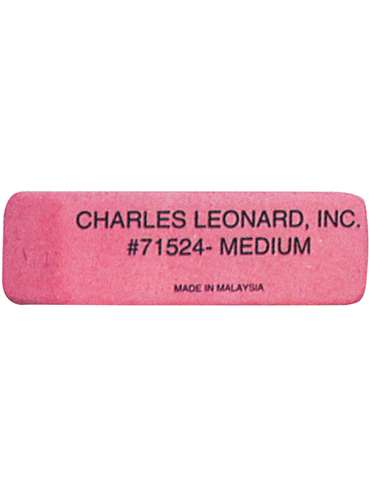 CHARLES LEONARD, INC.
#71524- MEDIUM
MADE IN MALAYSIA